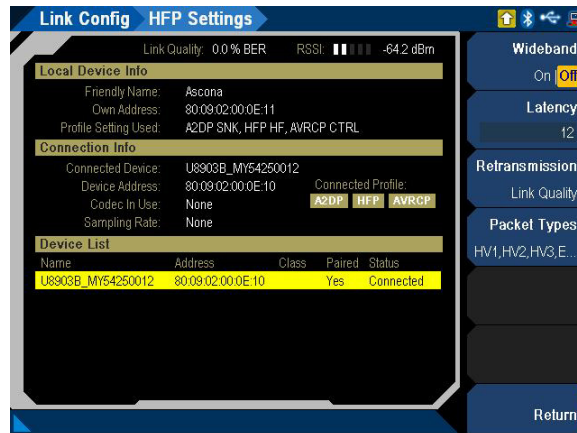 Link Config HFP Settings
Link Quality: 0.0 % BER RSSI: -64.2 dBm
Local Device Info
Friendly Name: Ascona
Own Address: 80:09:02:00:0E:11
Profile Setting Used: A2DP SNK, HFP HF, AVRCP CTRL
Connection Info
Connected Device: U8903B_MY54250012
Device Address: 80:09:02:00:0E:10 Connected Profile:
Codec In Use: None A2DP HFP AVRCP
Sampling Rate: None
Device List
Name Address Class Paired Status
U8903B_MY54250012 80:09:02:00:0E:10 Yes Connected
Wideband
On | Off
Latency
12
Retransmission
Link Quality
Packet Types
HV1,HV2,HV3,E...
Return